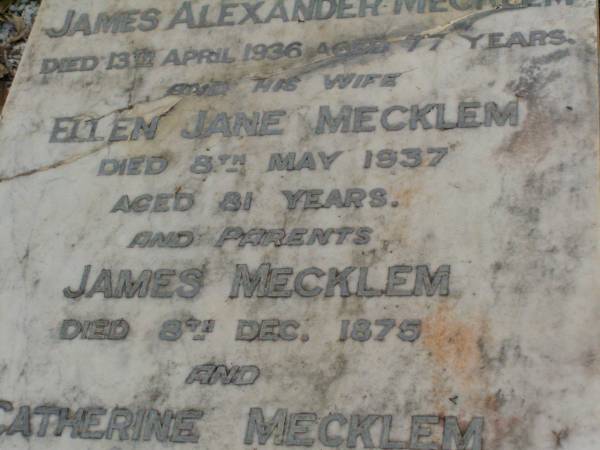 JAMES ALEXANDER MECKLEM
DIED 13TH APRIL 1936 AGED 77 YEARS.
AND HIS WIFE
ELLEN JANE MECKLEM
DIED 8TH MAY 1937
AGED 81 YEARS.
AND PARENTS
JAMES MECKLEM
DIED 8TH DEC. 1875
AND
CATHERINE MECKLEM